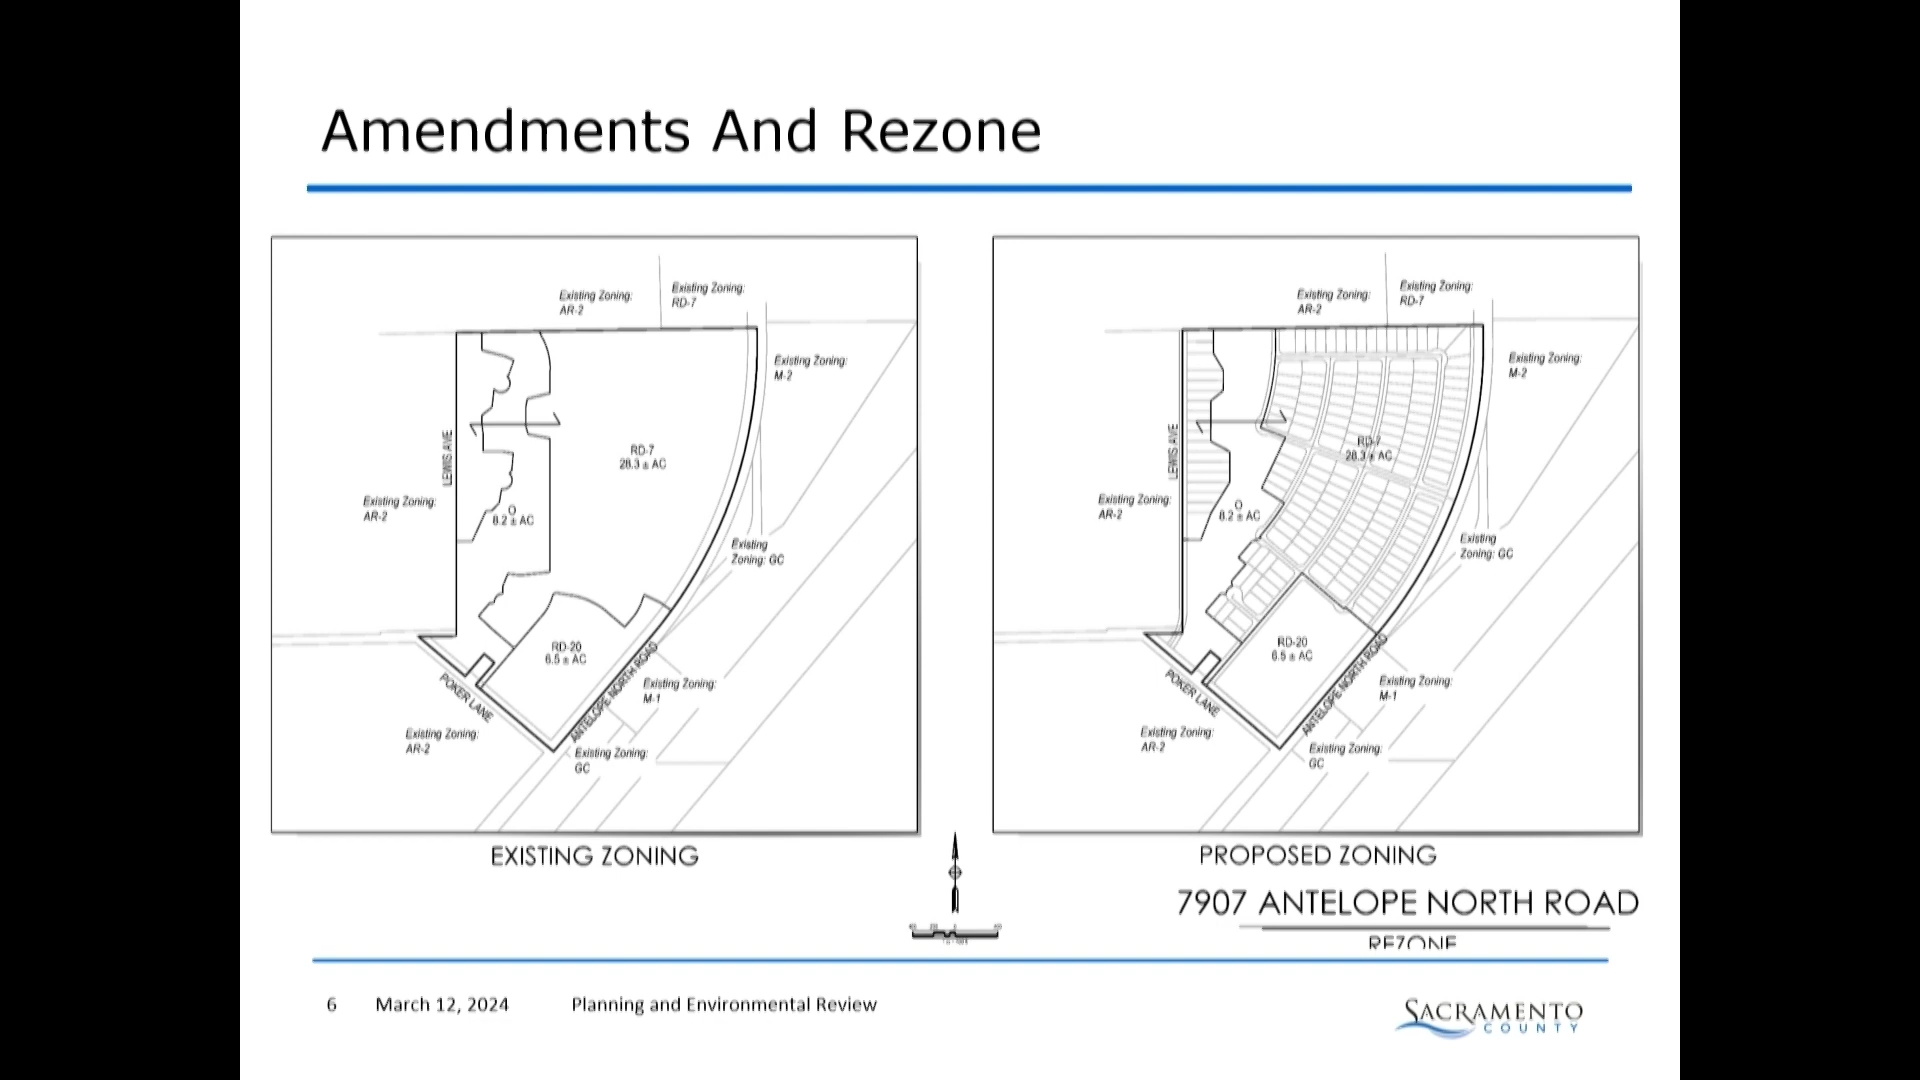 Amendments And Rezone
Existing Zoning:
AR-2
Existing Zoning:
RD-7
Existing Zoning:
M-2
LEWIS AVE
RD-7
28.3 ± AC
Existing Zoning:
AR-2
O
8.2 ± AC
Existing
Zoning: GC
RD-20
6.5 ± AC
POKER LANE
ANTELOPE NORTH ROAD
Existing Zoning:
M-1
Existing Zoning:
AR-2
Existing Zoning:
GC
EXISTING ZONING
Existing Zoning:
AR-2
Existing Zoning:
RD-7
Existing Zoning:
M-2
LEWIS AVE
RD-7
28.3 ± AC
Existing Zoning:
AR-2
O
8.2 ± AC
Existing
Zoning: GC
RD-20
6.5 ± AC
POKER LANE
ANTELOPE NORTH ROAD
Existing Zoning:
M-1
Existing Zoning:
AR-2
Existing Zoning:
GC
PROPOSED ZONING
7907 ANTELOPE NORTH ROAD
REZONE
6 March 12, 2024 Planning and Environmental Review
SACRAMENTO
COUNTY